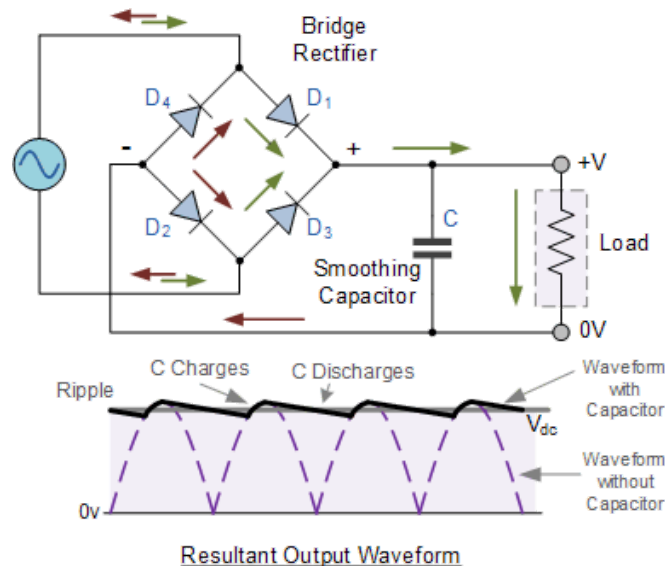 Bridge
Rectifier
D4
D1
-
+
+V
D2
D3
C
Load
Smoothing
Capacitor
0V
C Charges
C Discharges
Ripple
Waveform
with
Capacitor
Vdc
Waveform
without
Capacitor
0v
Resultant Output Waveform